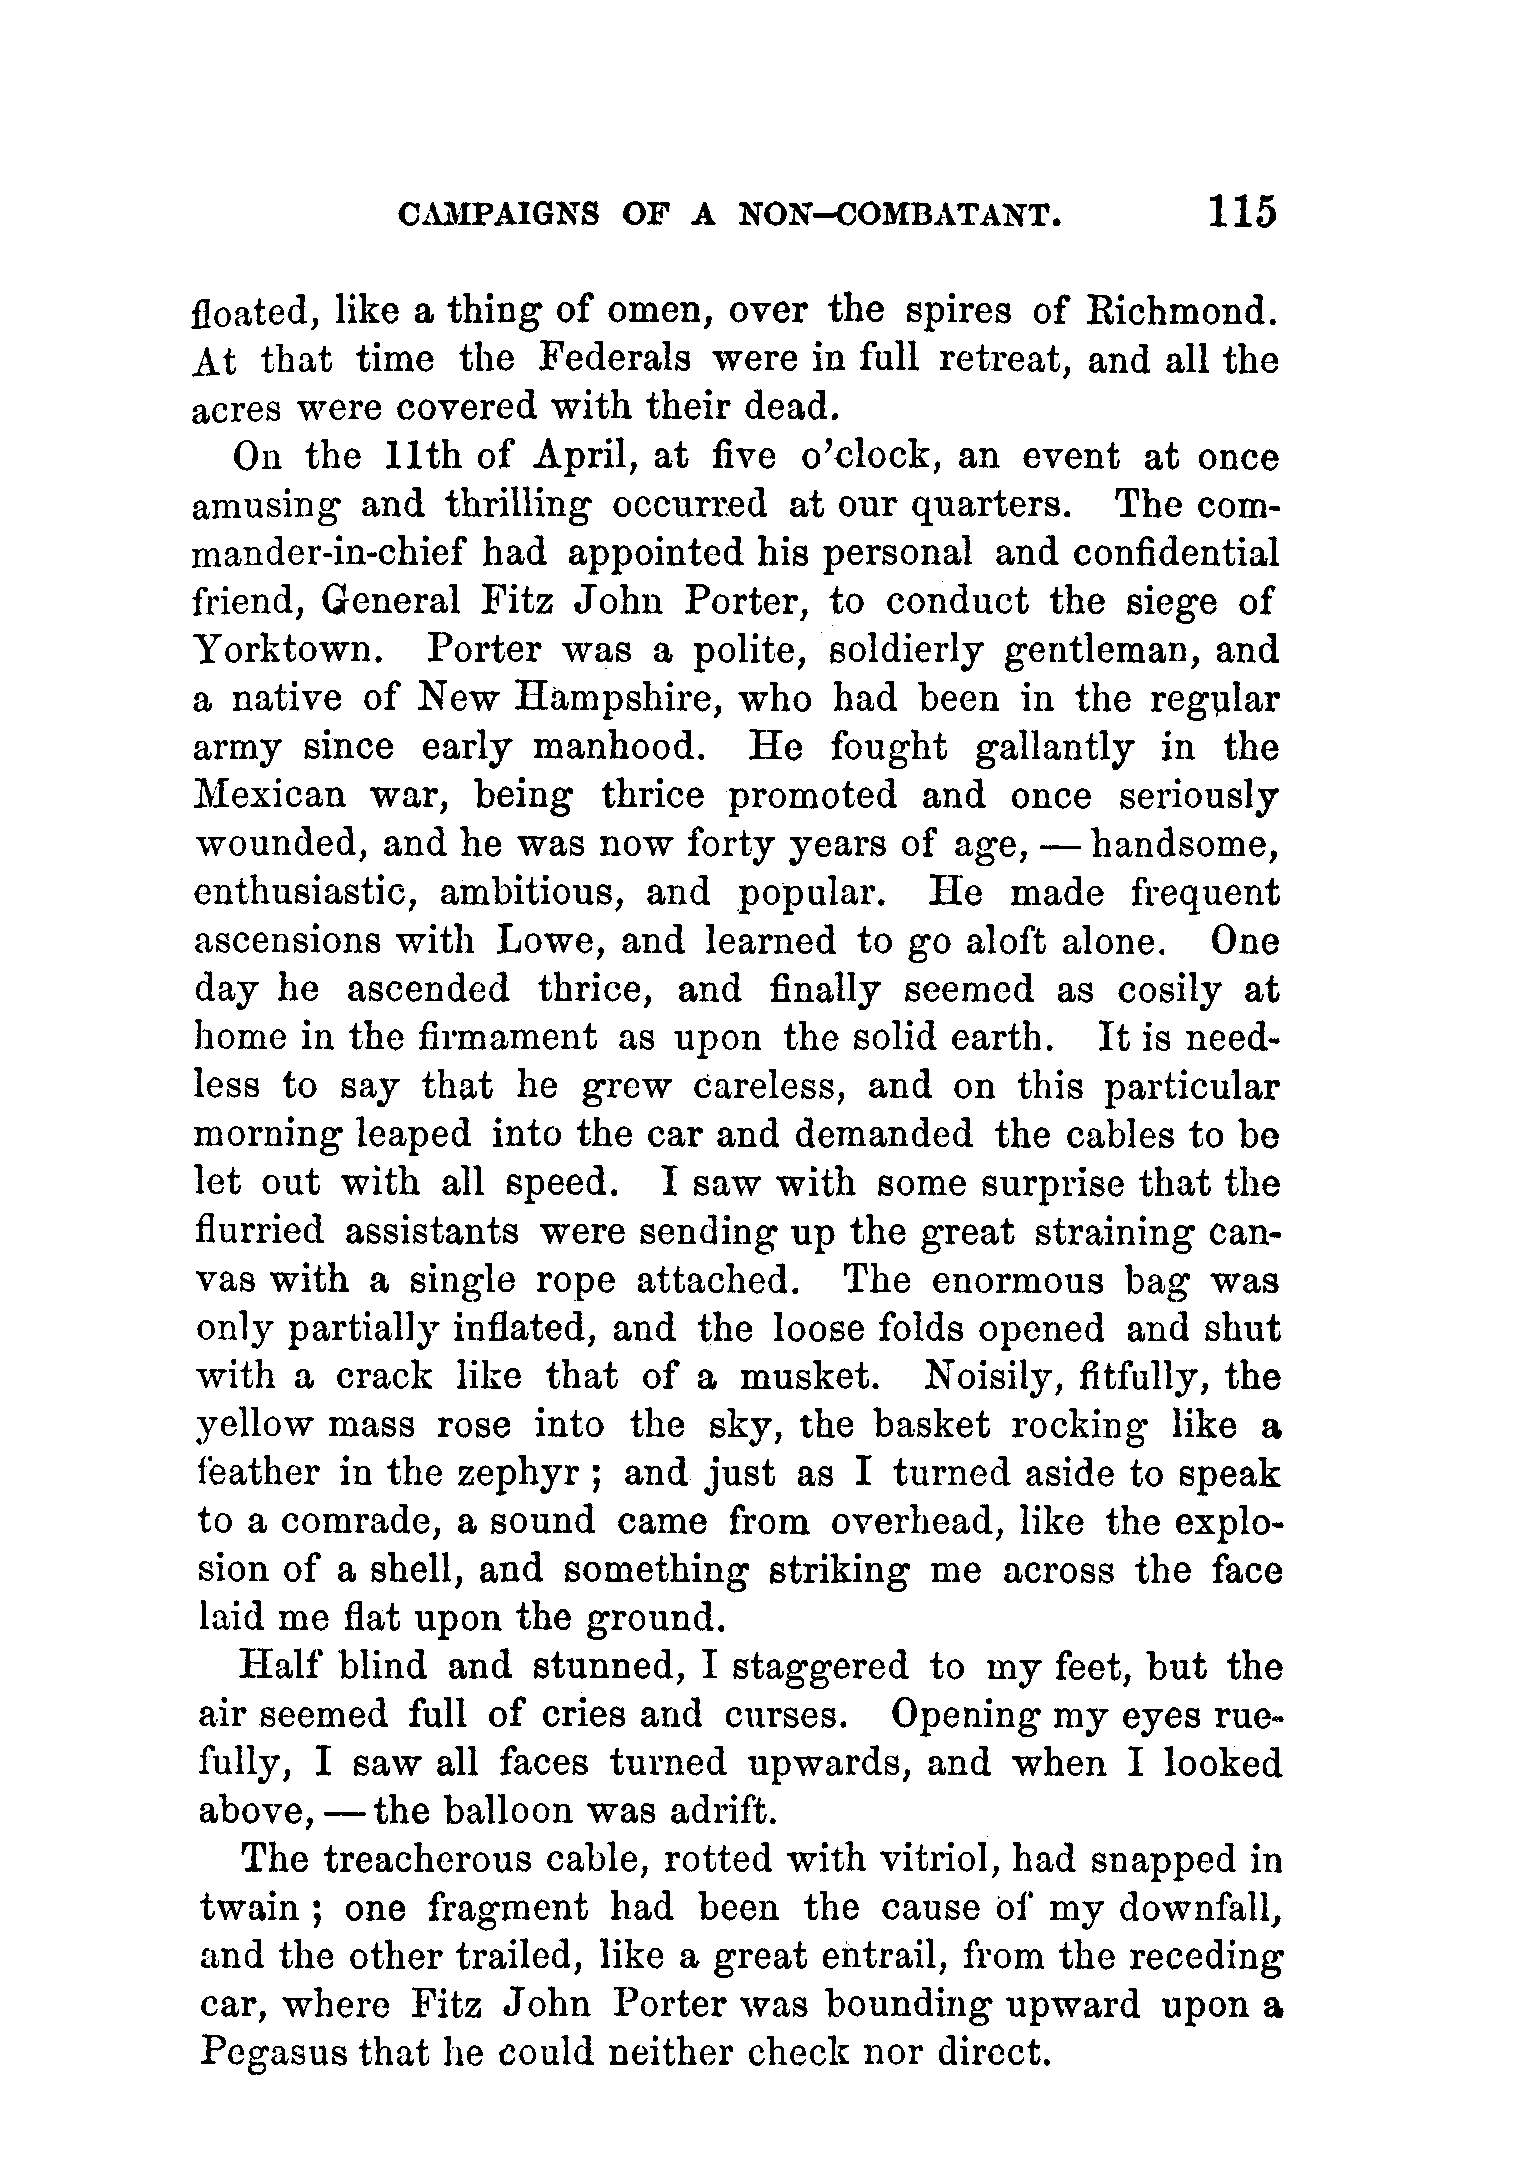 CAMPAIGNS OF A NON-COMBATANT. 115
floated, like a thing of omen, over the spires of Richmond.
At that time the Federals were in full retreat, and all the
acres were covered with their dead.
On the 11th of April, at five o'clock, an event at once
amusing and thrilling occurred at our quarters. The com-
mander-in-chief had appointed his personal and confidential
friend, General Fitz John Porter, to conduct the siege of
Yorktown. Porter was a polite, soldierly gentleman, and
a native of New Hampshire, who had been in the regular
army since early manhood. He fought gallantly in the
Mexican war, being thrice promoted and once seriously
wounded, and he was now forty years of age, — handsome,
enthusiastic, ambitious, and popular. He made frequent
ascensions with Lowe, and learned to go aloft alone. One
day he ascended thrice, and finally seemed as cosily at
home in the firmament as upon the solid earth. It is need-
less to say that he grew careless, and on this particular
morning leaped into the car and demanded the cables to be
let out with all speed. I saw with some surprise that the
flurried assistants were sending up the great straining can-
vas with a single rope attached. The enormous bag was
only partially inflated, and the loose folds opened and shut
with a crack like that of a musket. Noisily, fitfully, the
yellow mass rose into the sky, the basket rocking like a
feather in the zephyr ; and just as I turned aside to speak
to a comrade, a sound came from overhead, like the explo-
sion of a shell, and something striking me across the face
laid me flat upon the ground.
Half blind and stunned, I staggered to my feet, but the
air seemed full of cries and curses. Opening my eyes rue-
fully, I saw all faces turned upwards, and when I looked
above, — the balloon was adrift.
The treacherous cable, rotted with vitriol, had snapped in
twain ; one fragment had been the cause of my downfall,
and the other trailed, like a great entrail, from the receding
car, where Fitz John Porter was bounding upward upon a
Pegasus that he could neither check nor direct.